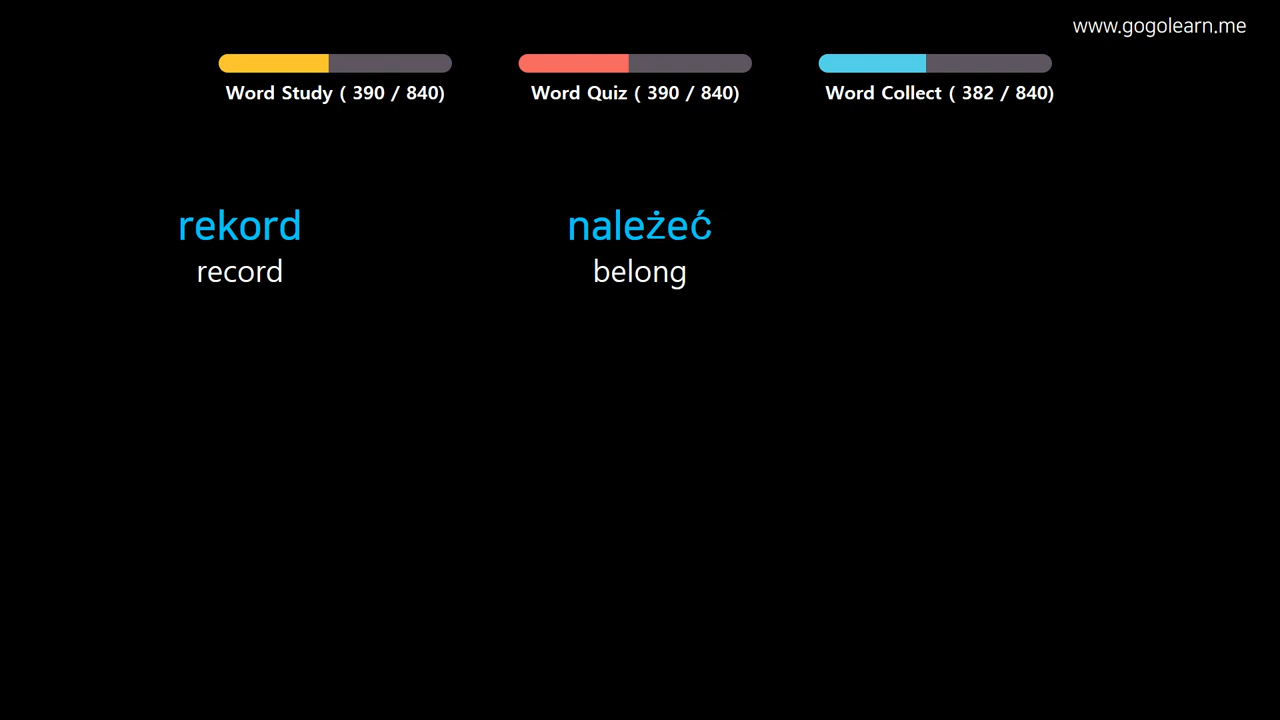 www.gogolearn.me
Word Study ( 390 / 840)
Word Quiz ( 390 / 840)
Word Collect ( 382 / 840)
rekord
record
należeć
belong